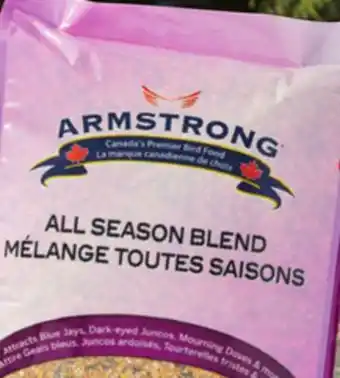 ARMSTRONG
Canada's Premier Bird Food
La marque canadienne de choix
ALL SEASON BLEND
MÉLANGE TOUTES SAISONS
Attracts Blue Jays, Dark-eyed Juncos, Mourning Doves &
Attire Geais bleus, Juncos ardoisés, Tourterelles tristes &